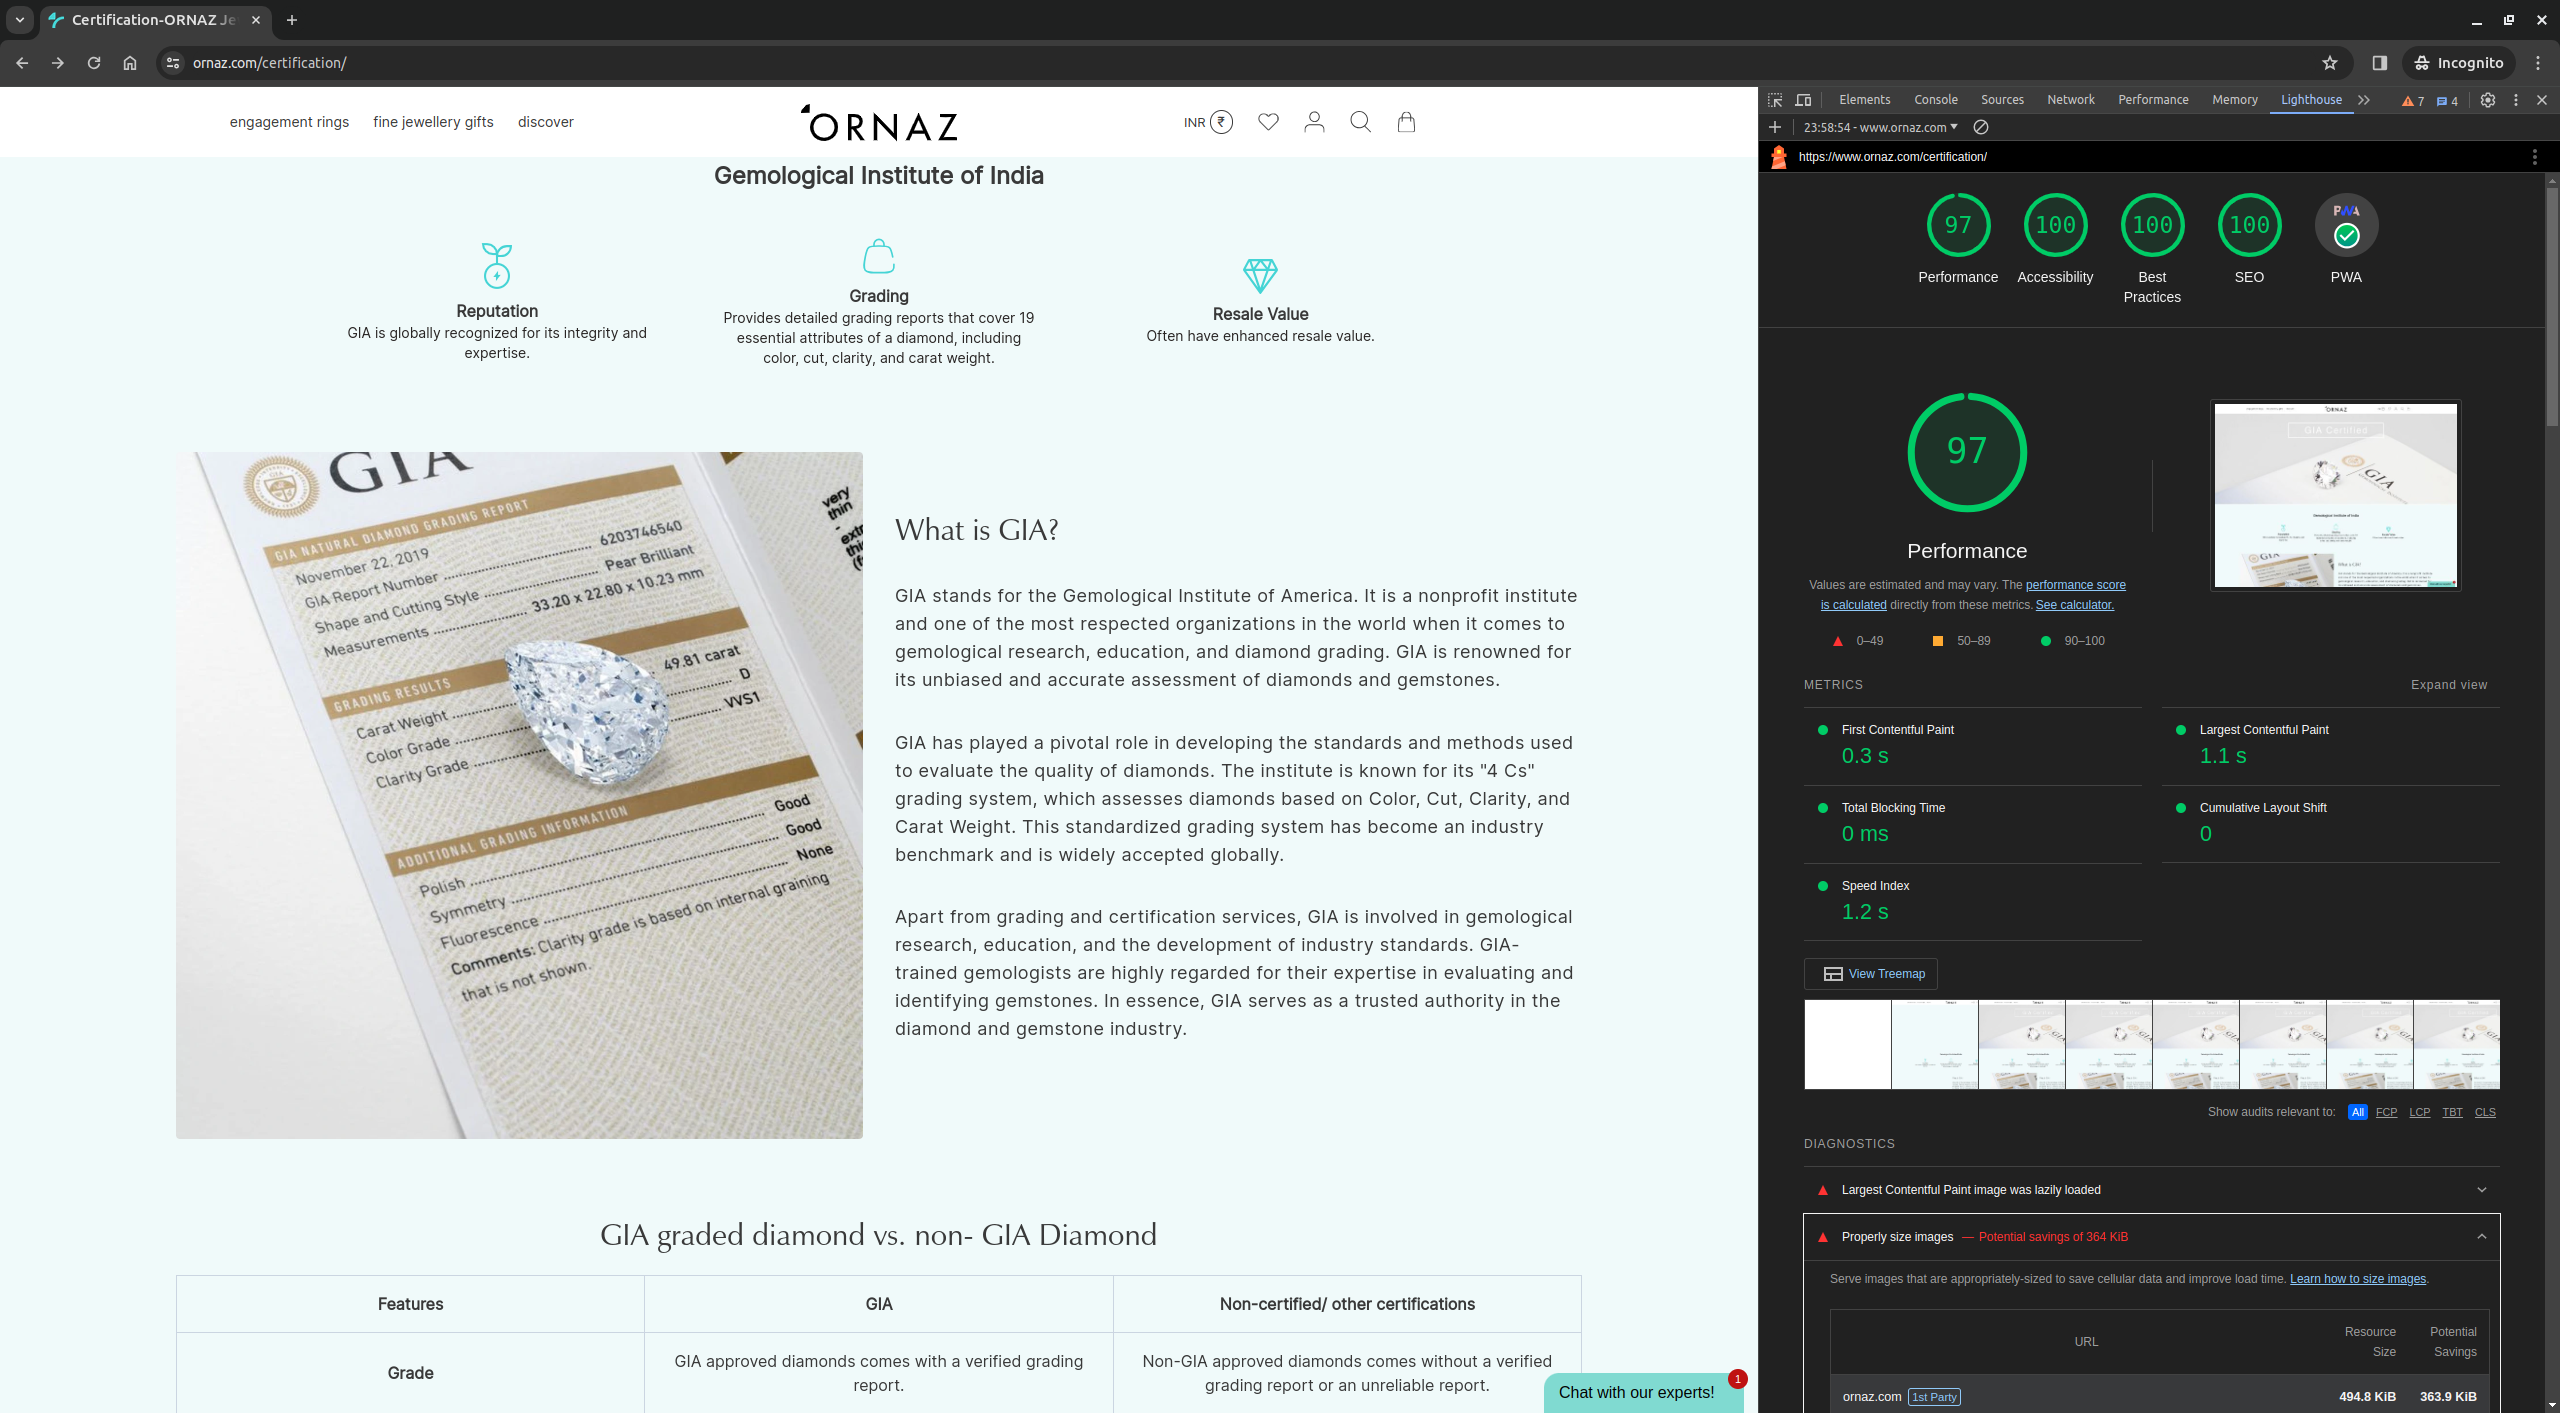 Certification-ORNAZ Je
ornaz.com/certification/
Incognito
engagement rings
fine jewellery gifts
discover
ORNAZ
INR ₹
Gemological Institute of India
Reputation
GIA is globally recognized for its integrity and
expertise.
Grading
Provides detailed grading reports that cover 19
essential attributes of a diamond, including
color, cut, clarity, and carat weight.
Resale Value
Often have enhanced resale value.
GIA
GIA NATURAL DIAMOND GRADING REPORT
November 22, 2019
GIA Report Number 6203746540
Shape and Cutting Style Pear Brilliant
Measurements 33.20 x 22.80 x 10.23 mm
GRADING RESULTS
Carat Weight 49.81 carat
Color Grade D
Clarity Grade VVS1
ADDITIONAL GRADING INFORMATION
Polish Good
Symmetry Good
Fluorescence None
Comments: Clarity grade is based on internal graining
that is not shown.
very
thin
What is GIA?
GIA stands for the Gemological Institute of America. It is a nonprofit institute
and one of the most respected organizations in the world when it comes to
gemological research, education, and diamond grading. GIA is renowned for
its unbiased and accurate assessment of diamonds and gemstones.
GIA has played a pivotal role in developing the standards and methods used
to evaluate the quality of diamonds. The institute is known for its "4 Cs"
grading system, which assesses diamonds based on Color, Cut, Clarity, and
Carat Weight. This standardized grading system has become an industry
benchmark and is widely accepted globally.
Apart from grading and certification services, GIA is involved in gemological
research, education, and the development of industry standards. GIA-
trained gemologists are highly regarded for their expertise in evaluating and
identifying gemstones. In essence, GIA serves as a trusted authority in the
diamond and gemstone industry.
GIA graded diamond vs. non- GIA Diamond
Features
GIA
Non-certified/ other certifications
Grade
GIA approved diamonds comes with a verified grading
report.
Non-GIA approved diamonds comes without a verified
grading report or an unreliable report.
Chat with our experts!
1
Elements
Console
Sources
Network
Performance
Memory
Lighthouse
7
4
23:58:54 - www.ornaz.com
https://www.ornaz.com/certification/
97
100
100
100
PWA
Performance
Accessibility
Best
Practices
SEO
PWA
97
Performance
Values are estimated and may vary. The performance score
is calculated directly from these metrics. See calculator.
0–49
50–89
90–100
ORNAZ
GIA Certified
GIA
Gemological Institute of India
What is GIA?
METRICS
Expand view
First Contentful Paint
0.3 s
Largest Contentful Paint
1.1 s
Total Blocking Time
0 ms
Cumulative Layout Shift
0
Speed Index
1.2 s
View Treemap
Show audits relevant to:
All
FCP
LCP
TBT
CLS
DIAGNOSTICS
Largest Contentful Paint image was lazily loaded
Properly size images — Potential savings of 364 KiB
Serve images that are appropriately-sized to save cellular data and improve load time. Learn how to size images.
URL
Resource
Size
Potential
Savings
ornaz.com 1st Party
494.8 KiB
363.9 KiB